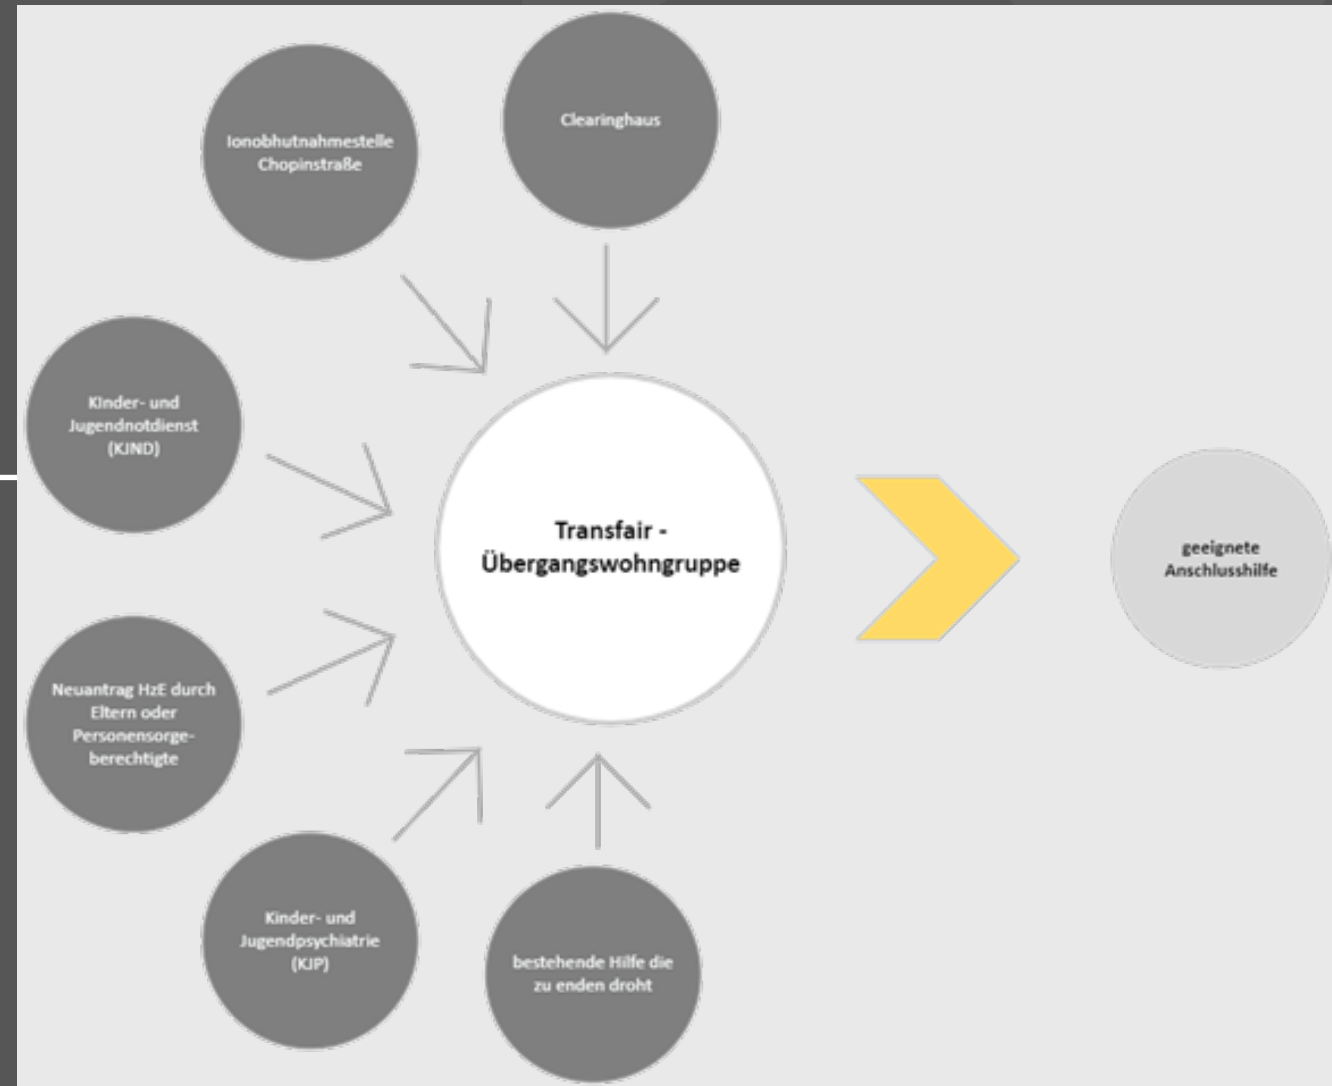 Clearinghaus
Ionobhutnahmestelle
Chopinstraße
KInder- und
Jugendnotdienst
(KJND)
Transfair -
Übergangswohngruppe
geeignete
Anschlusshilfe
Neuantrag HzE durch
Eltern oder
Personensorge-
berechtigte
Kinder- und
Jugendpsychiatrie
(KJP)
bestehende Hilfe die
zu enden droht